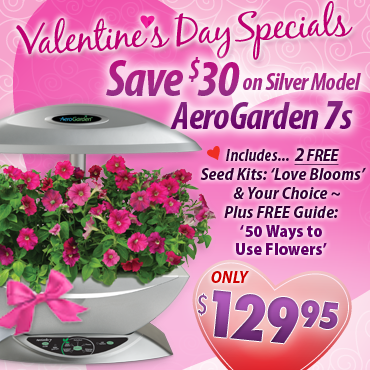 Valentine's Day Specials
Save $30 on Silver Model
AeroGarden 7s
Includes... 2 FREE
Seed Kits: ‘Love Blooms’
& Your Choice ~
Plus FREE Guide:
‘50 Ways to
Use Flowers’
ONLY
$129.95
AeroGarden